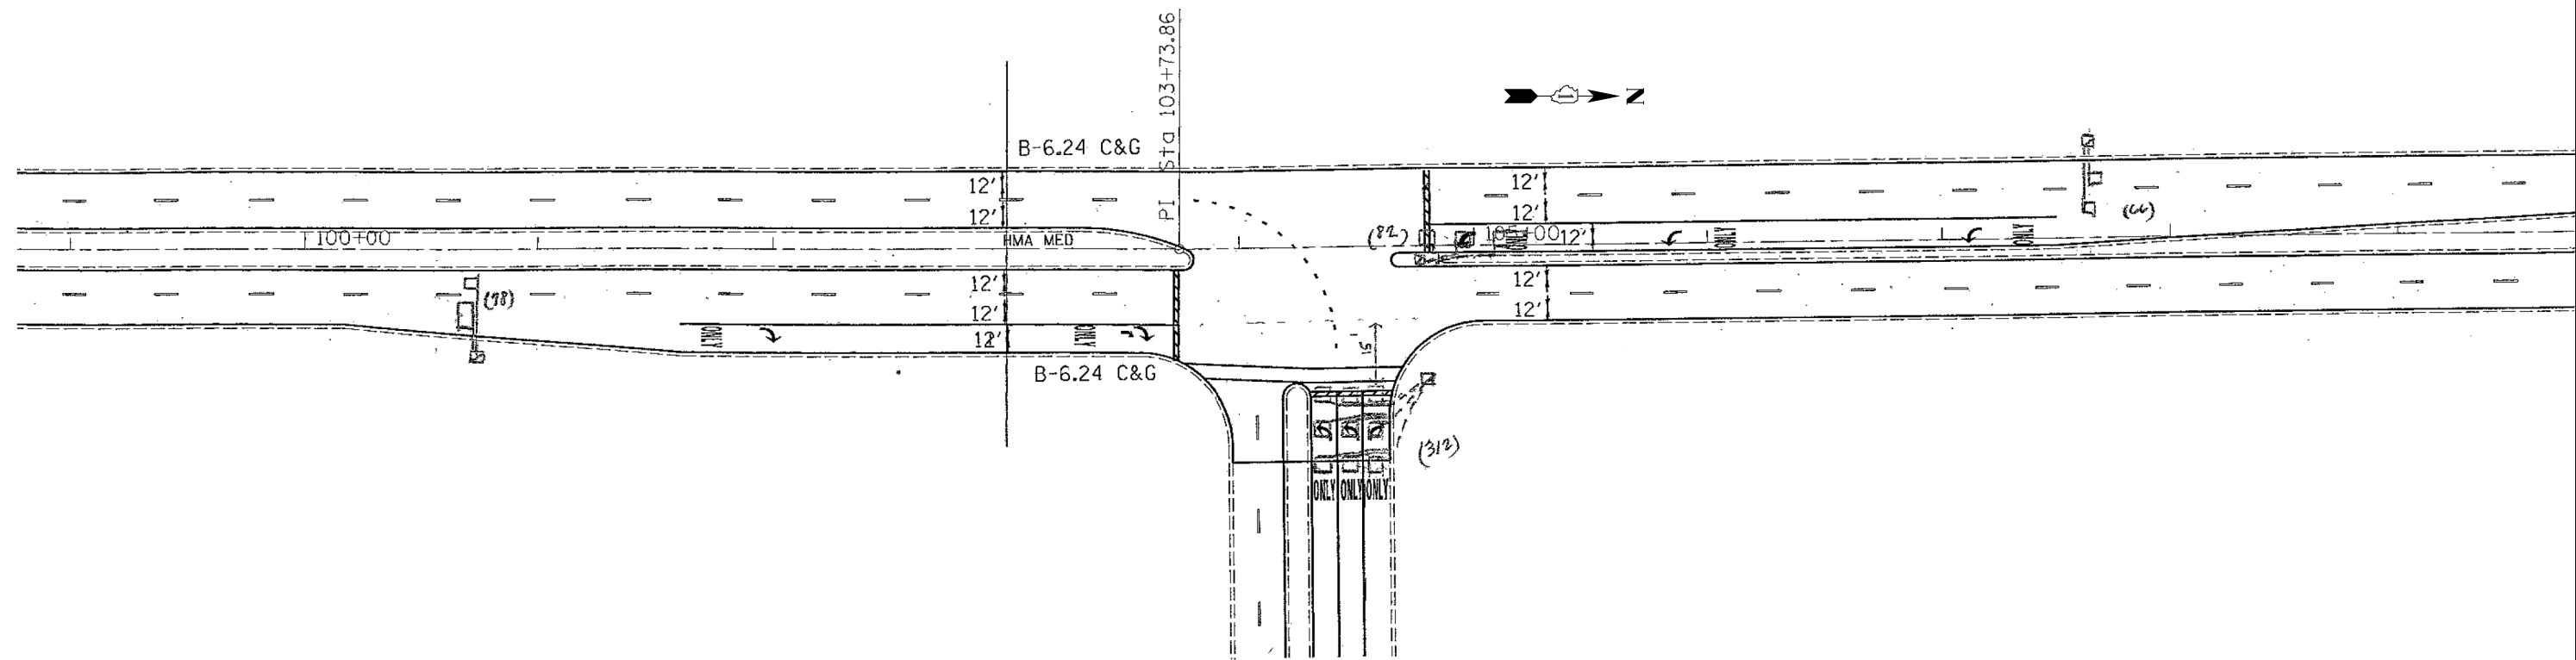 PI Sta 103+73.86
N
B-6.24 C&G
12'
12'
12'
12'
(66)
100+00
HMA MED
(82)
105+00
12'
ONLY
ONLY
ONLY
12'
12'
12'
12'
12'
(98)
ONLY
ONLY
15'
B-6.24 C&G
(312)
ONLY
ONLY
ONLY